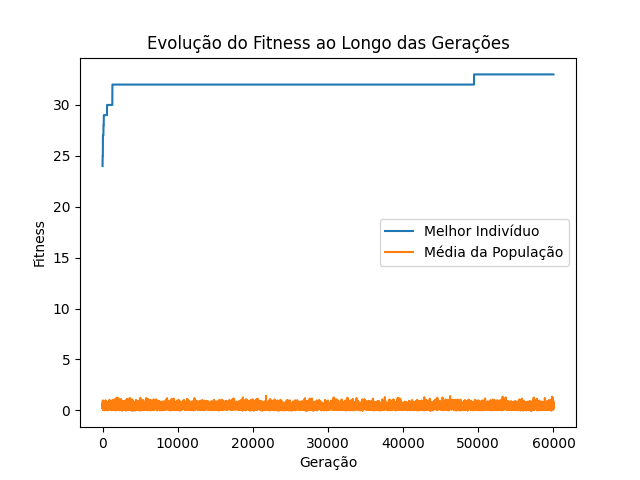 Evolução do Fitness ao Longo das Gerações
Fitness
30
25
20
15
10
5
0
Melhor Indivíduo
Média da População
0 10000 20000 30000 40000 50000 60000
Geração